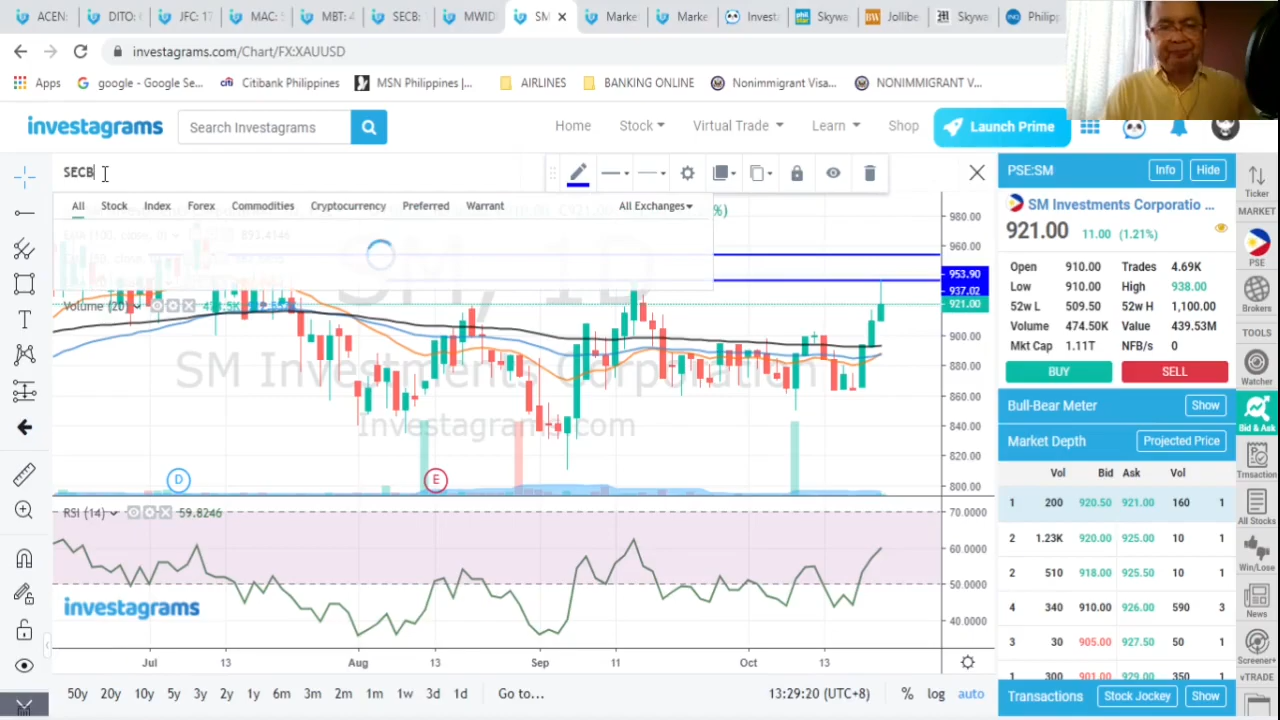 ACEN:
DITO:
JFC: 17
MAC:
MBT: 4
SECB:
MWID
SM
Marke
Marke
Invest
Skywa
Jollibe
Skywa
Philipp
investagrams.com/Chart/FX:XAUUSD
Apps
google - Google Se...
Citibank Philippines
MSN Philippines |...
AIRLINES
BANKING ONLINE
Nonimmigrant Visa...
NONIMMIGRANT V...
investagrams
Search Investagrams
Home
Stock
Virtual Trade
Learn
Shop
Launch Prime
SECB
All
Stock
Index
Forex
Commodities
Cryptocurrency
Preferred
Warrant
All Exchanges
%)
Volume (20)
SM Investments Corporation
Investagrams.com
D
E
RSI (14)
59.8246
investagrams
980.00
960.00
953.90
937.02
921.00
900.00
880.00
860.00
840.00
820.00
800.00
70.0000
60.0000
50.0000
40.0000
Jul
13
Aug
13
Sep
11
Oct
13
50y
20y
10y
5y
3y
2y
1y
6m
3m
2m
1m
1w
3d
1d
Go to...
13:29:20 (UTC+8)
%
log
auto
PSE:SM
Info
Hide
SM Investments Corporatio ...
921.00
11.00 (1.21%)
Open 910.00 Trades 4.69K
Low 910.00 High 938.00
52w L 509.50 52w H 1,100.00
Volume 474.50K Value 439.53M
Mkt Cap 1.11T NFB/s 0
BUY
SELL
Bull-Bear Meter
Show
Market Depth
Projected Price
Vol Bid Ask Vol
1 200 920.50 921.00 160 1
2 1.23K 920.00 925.00 10 1
2 510 918.00 925.50 10 1
4 340 910.00 926.00 590 3
3 30 905.00 927.50 50 1
1 300 901.00 929.00 350 1
Transactions
Stock Jockey
Show
Ticker
MARKET
PSE
Brokers
TOOLS
Watcher
Bid & Ask
Trnsaction
All Stocks
Win/Lose
News
Screener+
vTRADE